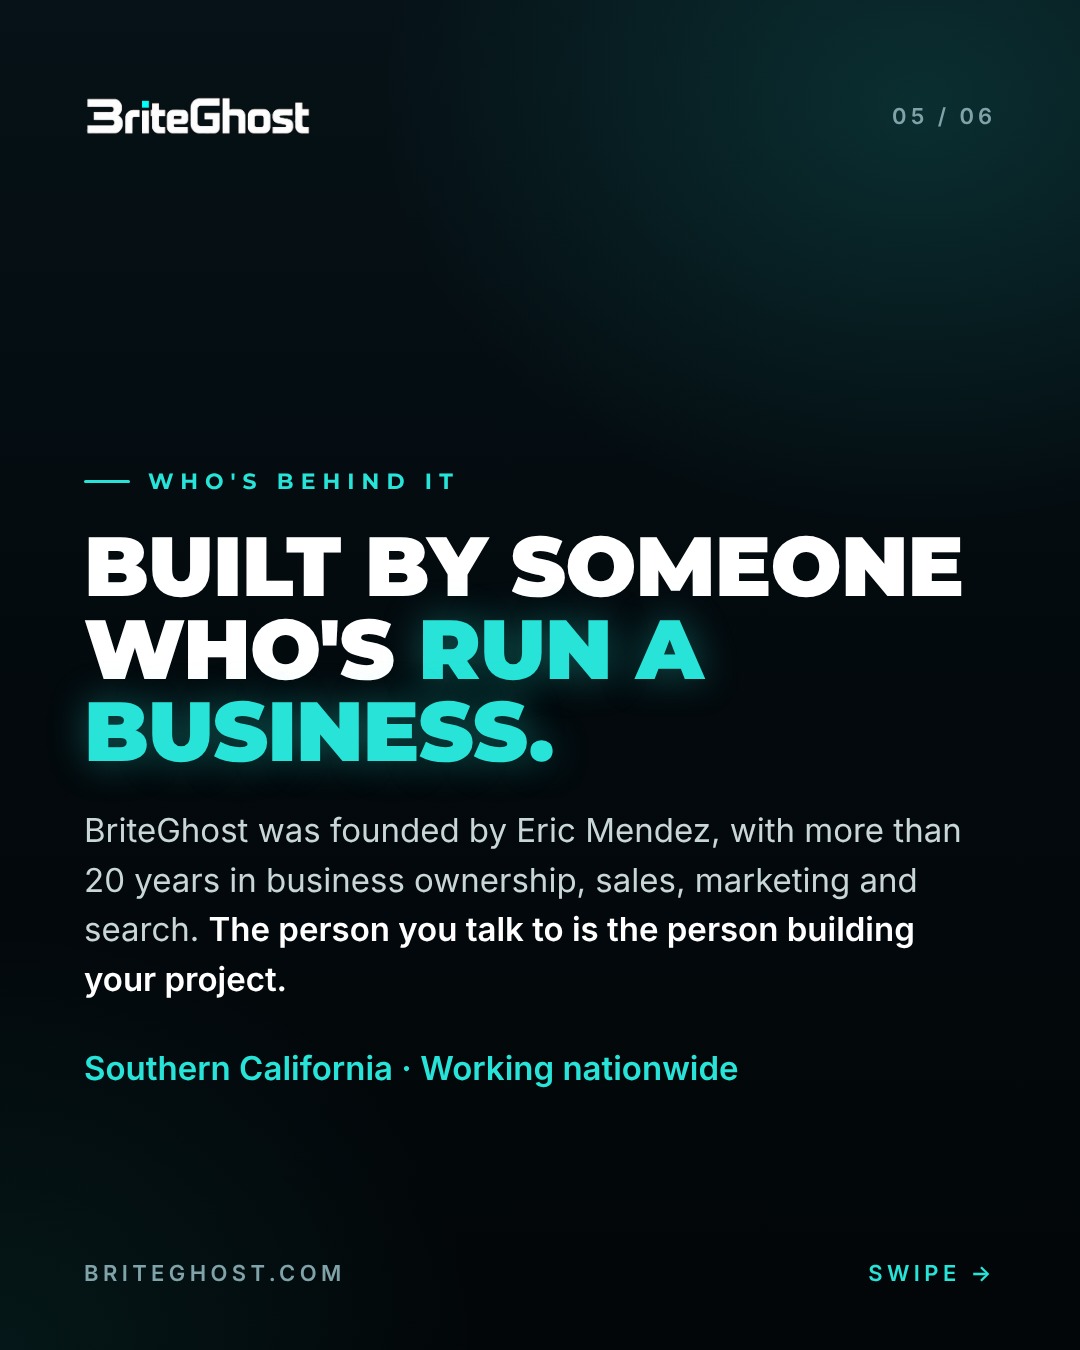 BriteGhost
05 / 06
WHO'S BEHIND IT
BUILT BY SOMEONE
WHO'S RUN A
BUSINESS.
BriteGhost was founded by Eric Mendez, with more than
20 years in business ownership, sales, marketing and
search. The person you talk to is the person building
your project.
Southern California · Working nationwide
BRITEGHOST.COM
SWIPE →